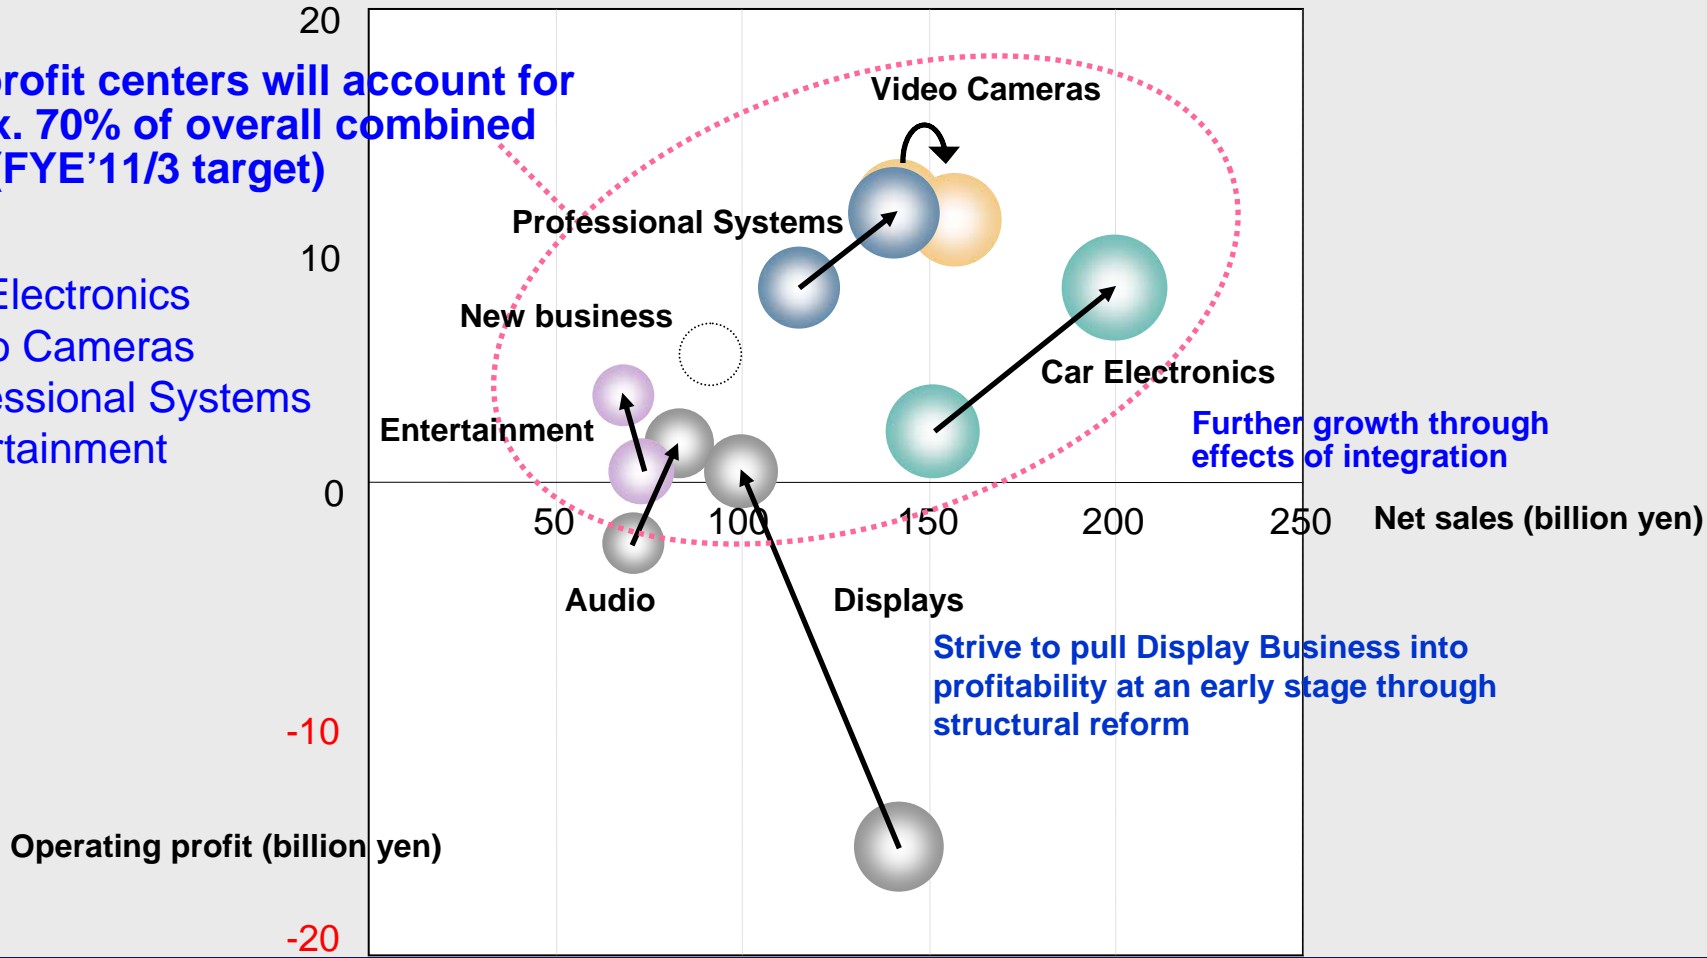 20
profit centers will account for
x. 70% of overall combined
(FYE’11/3 target)
Video Cameras
Professional Systems
10
Electronics
New business
Cameras
Car Electronics
Systems
Further growth through
Entertainment
effects of integration
0
50
100
150
200
250
Net sales (billion yen)
Audio
Displays
Strive to pull Display Business into
profitability at an early stage through
structural reform
-10
Operating profit (billion yen)
-20